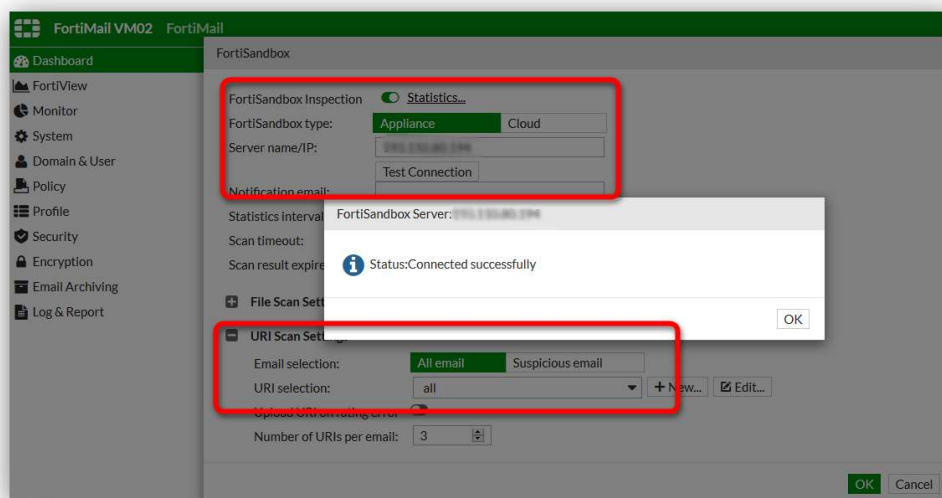 FortiMail VM02 FortiMail
Dashboard
FortiView
Monitor
System
Domain & User
Policy
Profile
Security
Encryption
Email Archiving
Log & Report
FortiSandbox
FortiSandbox Inspection Statistics...
FortiSandbox type: Appliance Cloud
Server name/IP:
Test Connection
Notification email:
Statistics interval
Scan timeout:
Scan result expire
FortiSandbox Server:
Status:Connected successfully
OK
File Scan Sett
URI Scan Settings
Email selection: All email Suspicious email
URI selection: all New... Edit...
Upload URI on rating error
Number of URIs per email: 3
OK Cancel